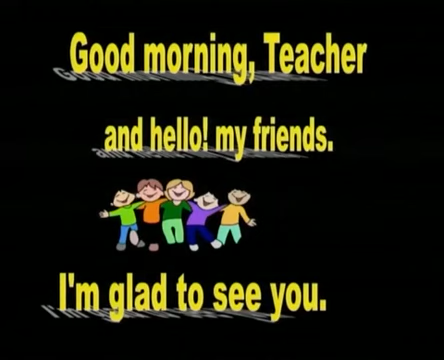 Good morning, Teacher
and hello! my friends.
I'm glad to see you.